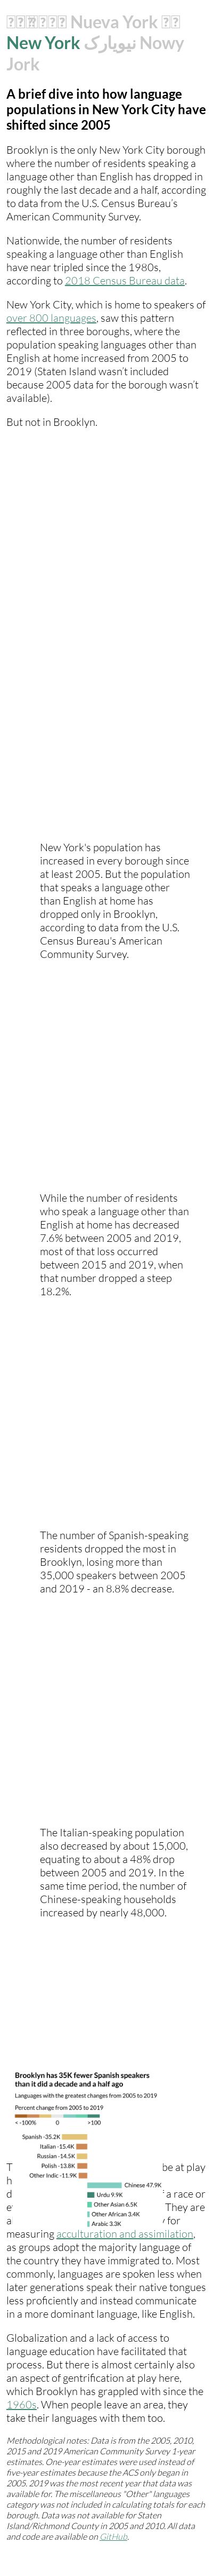 Nueva York
New York نیویارک Nowy
Jork
A brief dive into how language
populations in New York City have
shifted since 2005
Brooklyn is the only New York City borough
where the number of residents speaking a
language other than English has dropped in
roughly the last decade and a half, according
to data from the U.S. Census Bureau's
American Community Survey.
Nationwide, the number of residents
speaking a language other than English
have near tripled since the 1980s,
according to 2018 Census Bureau data.
New York City, which is home to speakers of
over 800 languages, saw this pattern
reflected in three boroughs, where the
population speaking languages other than
English at home increased from 2005 to
2019 (Staten Island wasn't included
because 2005 data for the borough wasn't
available).
But not in Brooklyn.
New York's population has
increased in every borough since
at least 2005. But the population
that speaks a language other
than English at home has
dropped only in Brooklyn,
according to data from the U.S.
Census Bureau's American
Community Survey.
While the number of residents
who speak a language other than
English at home has decreased
7.6% between 2005 and 2019,
most of that loss occurred
between 2015 and 2019, when
that number dropped a steep
18.2%.
The number of Spanish-speaking
residents dropped the most in
Brooklyn, losing more than
35,000 speakers between 2005
and 2019 - an 8.8% decrease.
The Italian-speaking population
also decreased by about 15,000,
equating to about a 48% drop
between 2005 and 2019. In the
same time period, the number of
Chinese-speaking households
increased by nearly 48,000.
Brooklyn has 35K fewer Spanish speakers
than it did a decade and a half ago
Languages with the greatest changes from 2005 to 2019
Percent change from 2005 to 2019
< -100% 0 >100
Spanish -35.2K
Italian -15.4K
Russian -14.5K
Polish -13.8K
Other Indic -11.9K
Chinese 47.9K
Urdu 9.9K
Other Asian 6.5K
Other African 3.4K
Arabic 3.3K
be at play
a race or
They are
for
measuring acculturation and assimilation,
as groups adopt the majority language of
the country they have immigrated to. Most
commonly, languages are spoken less when
later generations speak their native tongues
less proficiently and instead communicate
in a more dominant language, like English.
Globalization and a lack of access to
language education have facilitated that
process. But there is almost certainly also
an aspect of gentrification at play here,
which Brooklyn has grappled with since the
1960s. When people leave an area, they
take their languages with them too.
Methodological notes: Data is from the 2005, 2010,
2015 and 2019 American Community Survey 1-year
estimates. One-year estimates were used instead of
five-year estimates because the ACS only began in
2005. 2019 was the most recent year that data was
available for. The miscellaneous "Other" languages
category was not included in calculating totals for each
borough. Data was not available for Staten
Island/Richmond County in 2005 and 2010. All data
and code are available on GitHub.